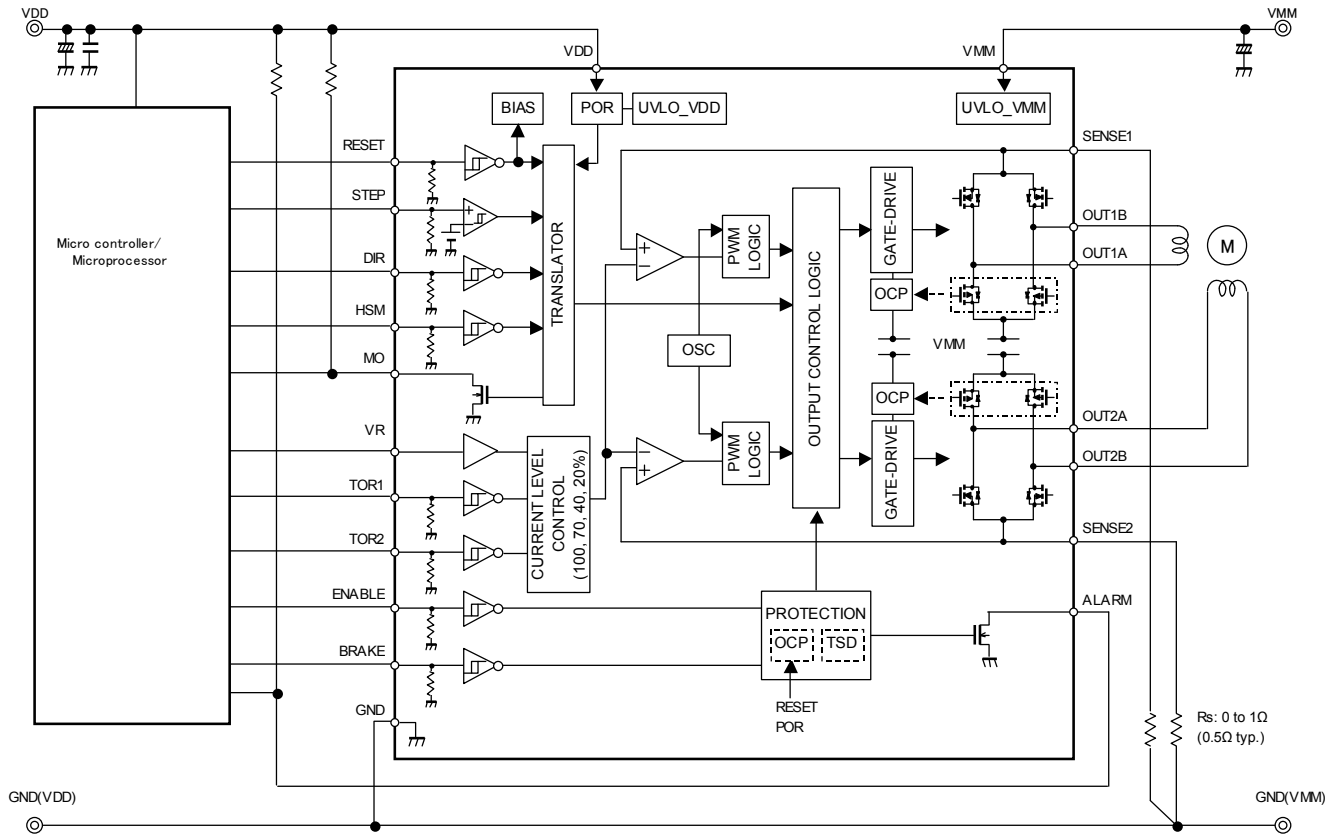 VDD
VMM
VDD
VMM
BIAS
POR
UVLO_VDD
UVLO_VMM
RESET
SENSE1
STEP
Micro controller/
Microprocessor
DIR
HSM
MO
VR
TOR1
TOR2
ENABLE
BRAKE
GND
TRANSLATOR
+
+
−
PWM
LOGIC
OSC
−
+
PWM
LOGIC
CURRENT LEVEL
CONTROL
(100, 70, 40, 20%)
OUTPUT CONTROL LOGIC
GATE-DRIVE
OCP
VMM
OCP
GATE-DRIVE
OUT1B
OUT1A
M
OUT2A
OUT2B
SENSE2
ALARM
PROTECTION
OCP
TSD
RESET
POR
Rs: 0 to 1Ω
(0.5Ω typ.)
GND(VDD)
GND(VMM)